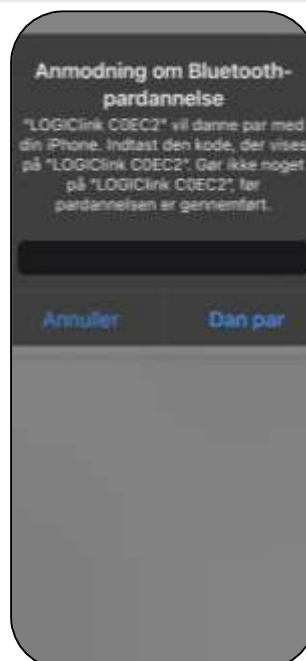 Anmodning om Bluetooth-
pardannelse
"LOGIClink C0EC2" vil danne par med
din iPhone. Indtast den kode, der vises
på "LOGIClink C0EC2". Gør ikke noget
på "LOGIClink C0EC2", før
pardannelsen er gennemført.
Annuller Dan par